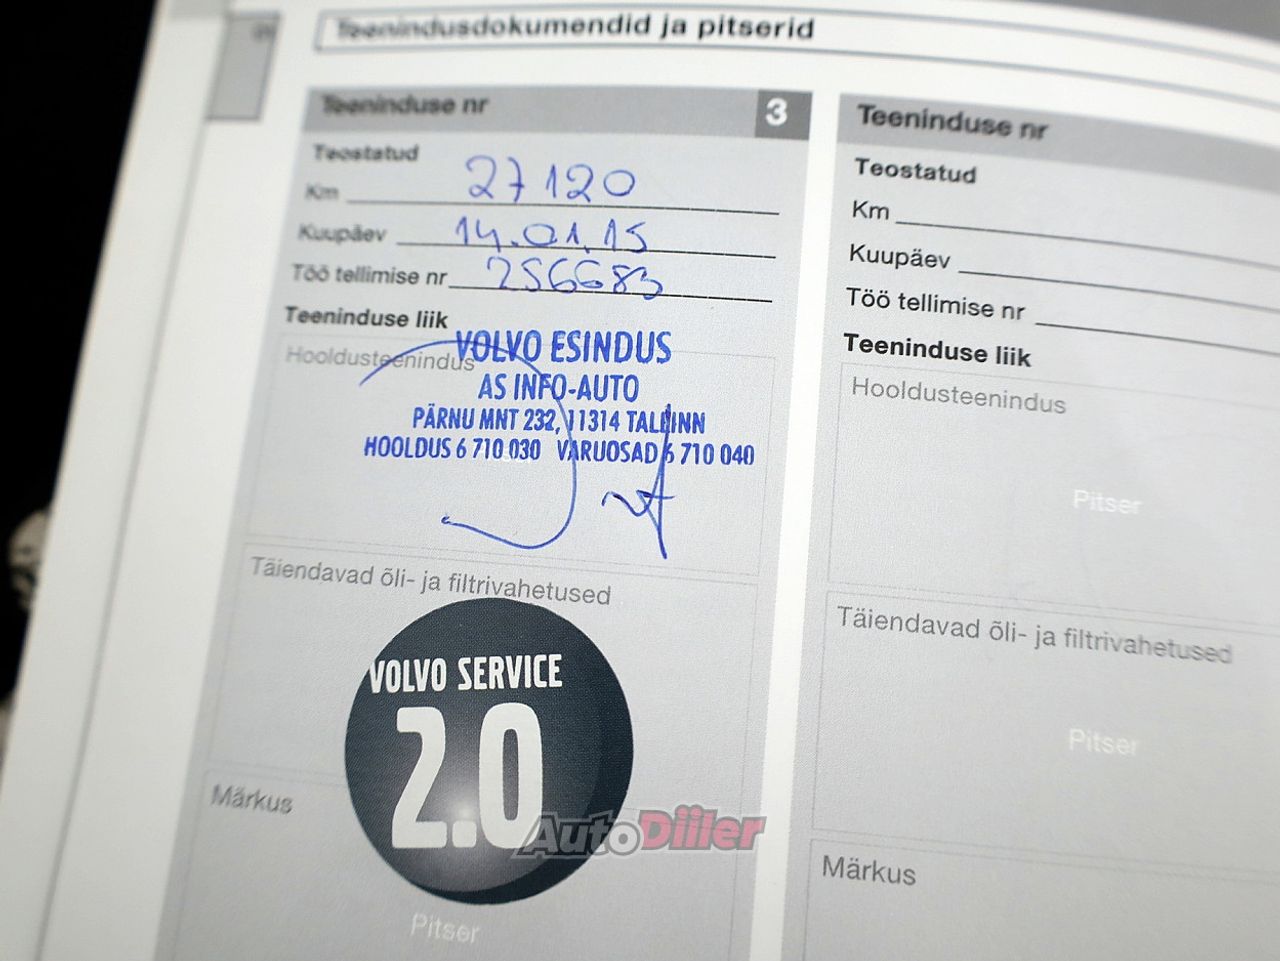 Teenindusdokumendid ja pitserid
Teeninduse nr 3
Teostatud
Km 27120
Kuupäev 14.01.15
Töö tellimise nr 256683
Teeninduse liik
Hooldusteenindus
VOLVO ESINDUS
AS INFO-AUTO
PÄRNU MNT 232, 11314 TALLINN
HOOLDUS 6 710 030 VARUOSAD 6 710 040
Täiendavad õli- ja filtrivahetused
VOLVO SERVICE
2.0
AutoDiiler
Märkus
Pitser
Teeninduse nr
Teostatud
Km
Kuupäev
Töö tellimise nr
Teeninduse liik
Hooldusteenindus
Pitser
Täiendavad õli- ja filtrivahetused
Pitser
Märkus